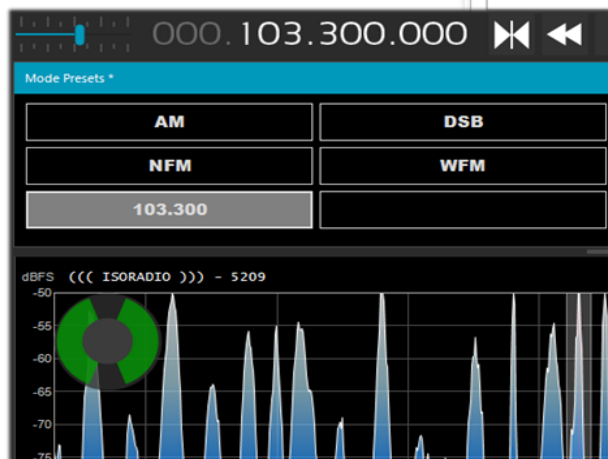 000.103.300.000
Mode Presets *
AM DSB
NFM WFM
103.300
dBFS ((( ISORADIO ))) - 5209
-50
-55
-60
-65
-70
-75